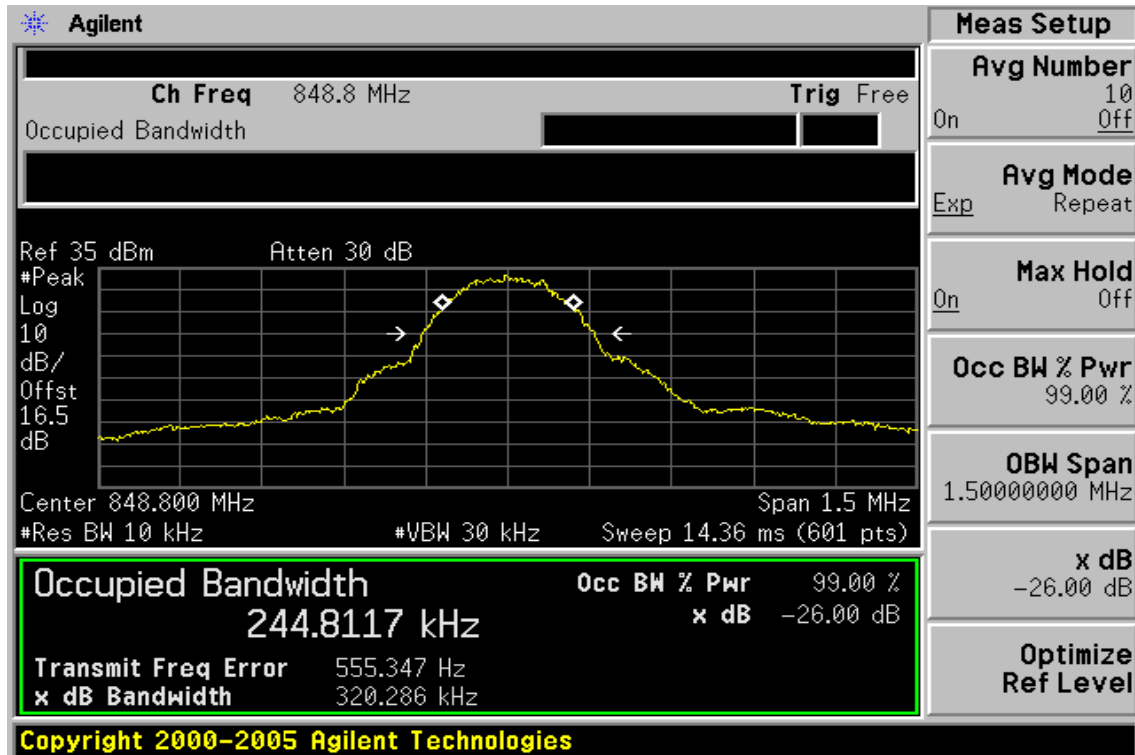 Agilent
Ch Freq 848.8 MHz Trig Free
Occupied Bandwidth
Ref 35 dBm Atten 30 dB
#Peak
Log
10
dB/
Offst
16.5
dB
Center 848.800 MHz Span 1.5 MHz
#Res BW 10 kHz #VBW 30 kHz Sweep 14.36 ms (601 pts)
Occupied Bandwidth Occ BW % Pwr 99.00 %
244.8117 kHz x dB -26.00 dB
Transmit Freq Error 555.347 Hz
x dB Bandwidth 320.286 kHz
Copyright 2000-2005 Agilent Technologies
Meas Setup
Avg Number
10
On Off
Avg Mode
Exp Repeat
Max Hold
On Off
Occ BW % Pwr
99.00 %
OBW Span
1.50000000 MHz
x dB
-26.00 dB
Optimize
Ref Level